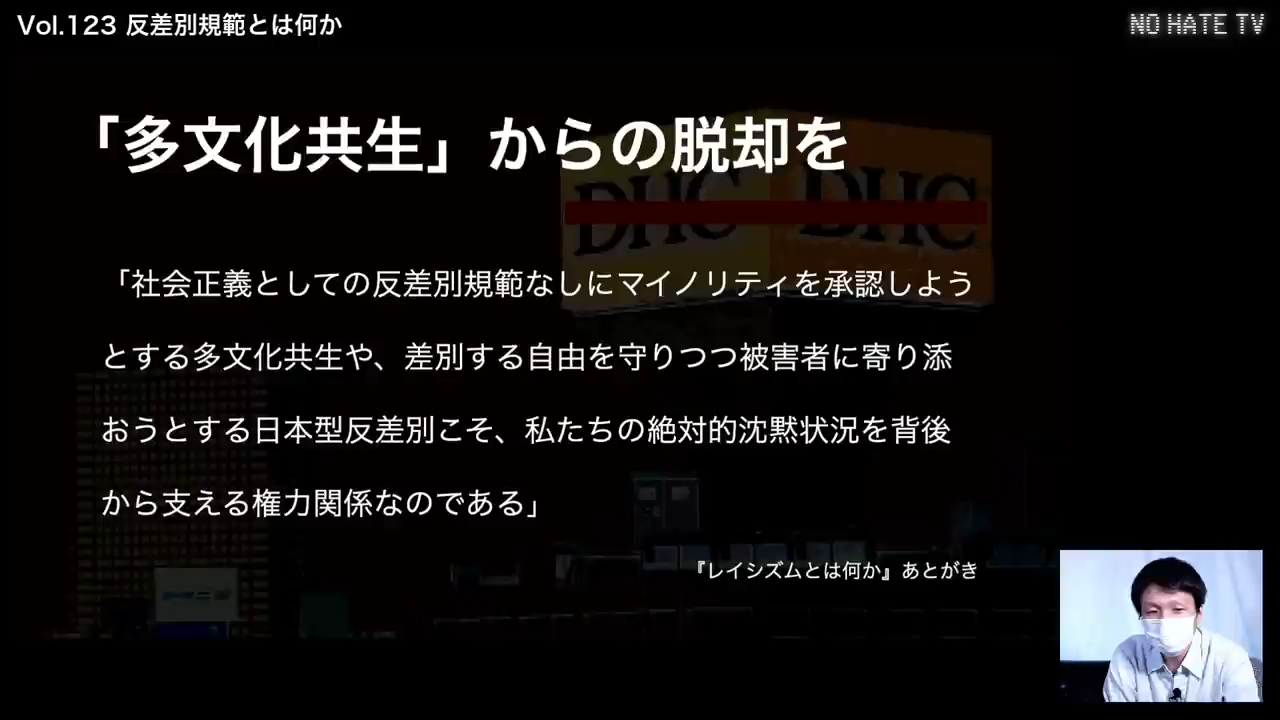 Vol.123 反差別規範とは何か
NO HATE TV
「多文化共生」からの脱却を
DHC DHC
「社会正義としての反差別規範なしにマイノリティを承認しよう
とする多文化共生や、差別する自由を守りつつ被害者に寄り添
おうとする日本型反差別こそ、私たちの絶対的沈黙状況を背後
から支える権力関係なのである」
『レイシズムとは何か』あとがき